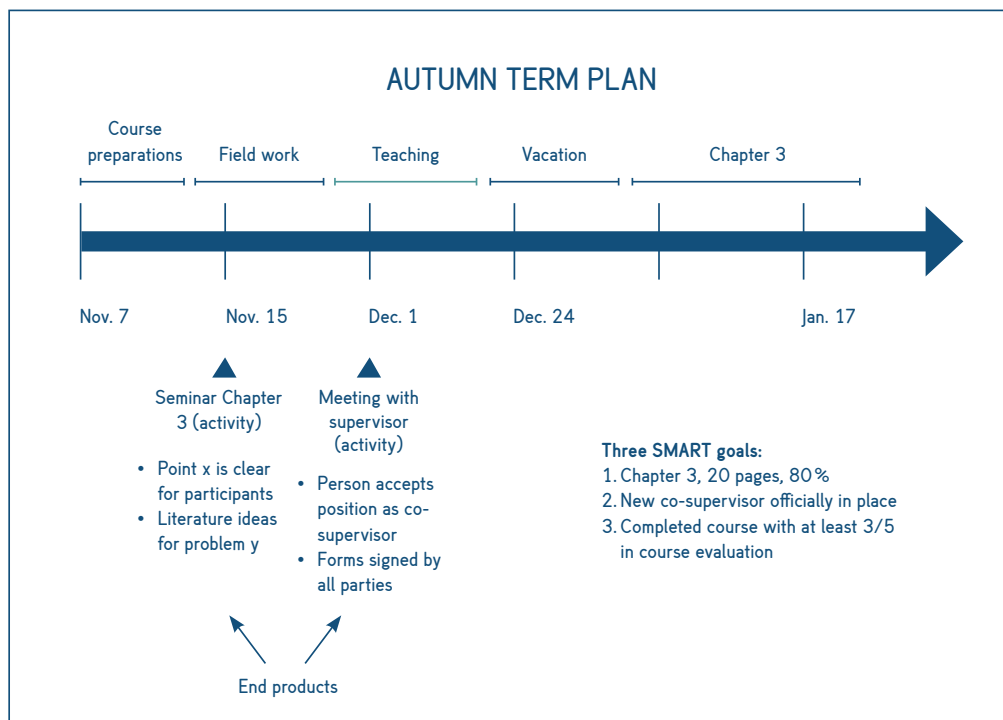 AUTUMN TERM PLAN
Course
preparations
Field work
Teaching
Vacation
Chapter 3
Nov. 7
Nov. 15
Dec. 1
Dec. 24
Jan. 17
Seminar Chapter
3 (activity)
• Point x is clear
for participants
• Literature ideas
for problem y
Meeting with
supervisor
(activity)
• Person accepts
position as co-
supervisor
• Forms signed by
all parties
End products
Three SMART goals:
1. Chapter 3, 20 pages, 80%
2. New co-supervisor officially in place
3. Completed course with at least 3/5
in course evaluation